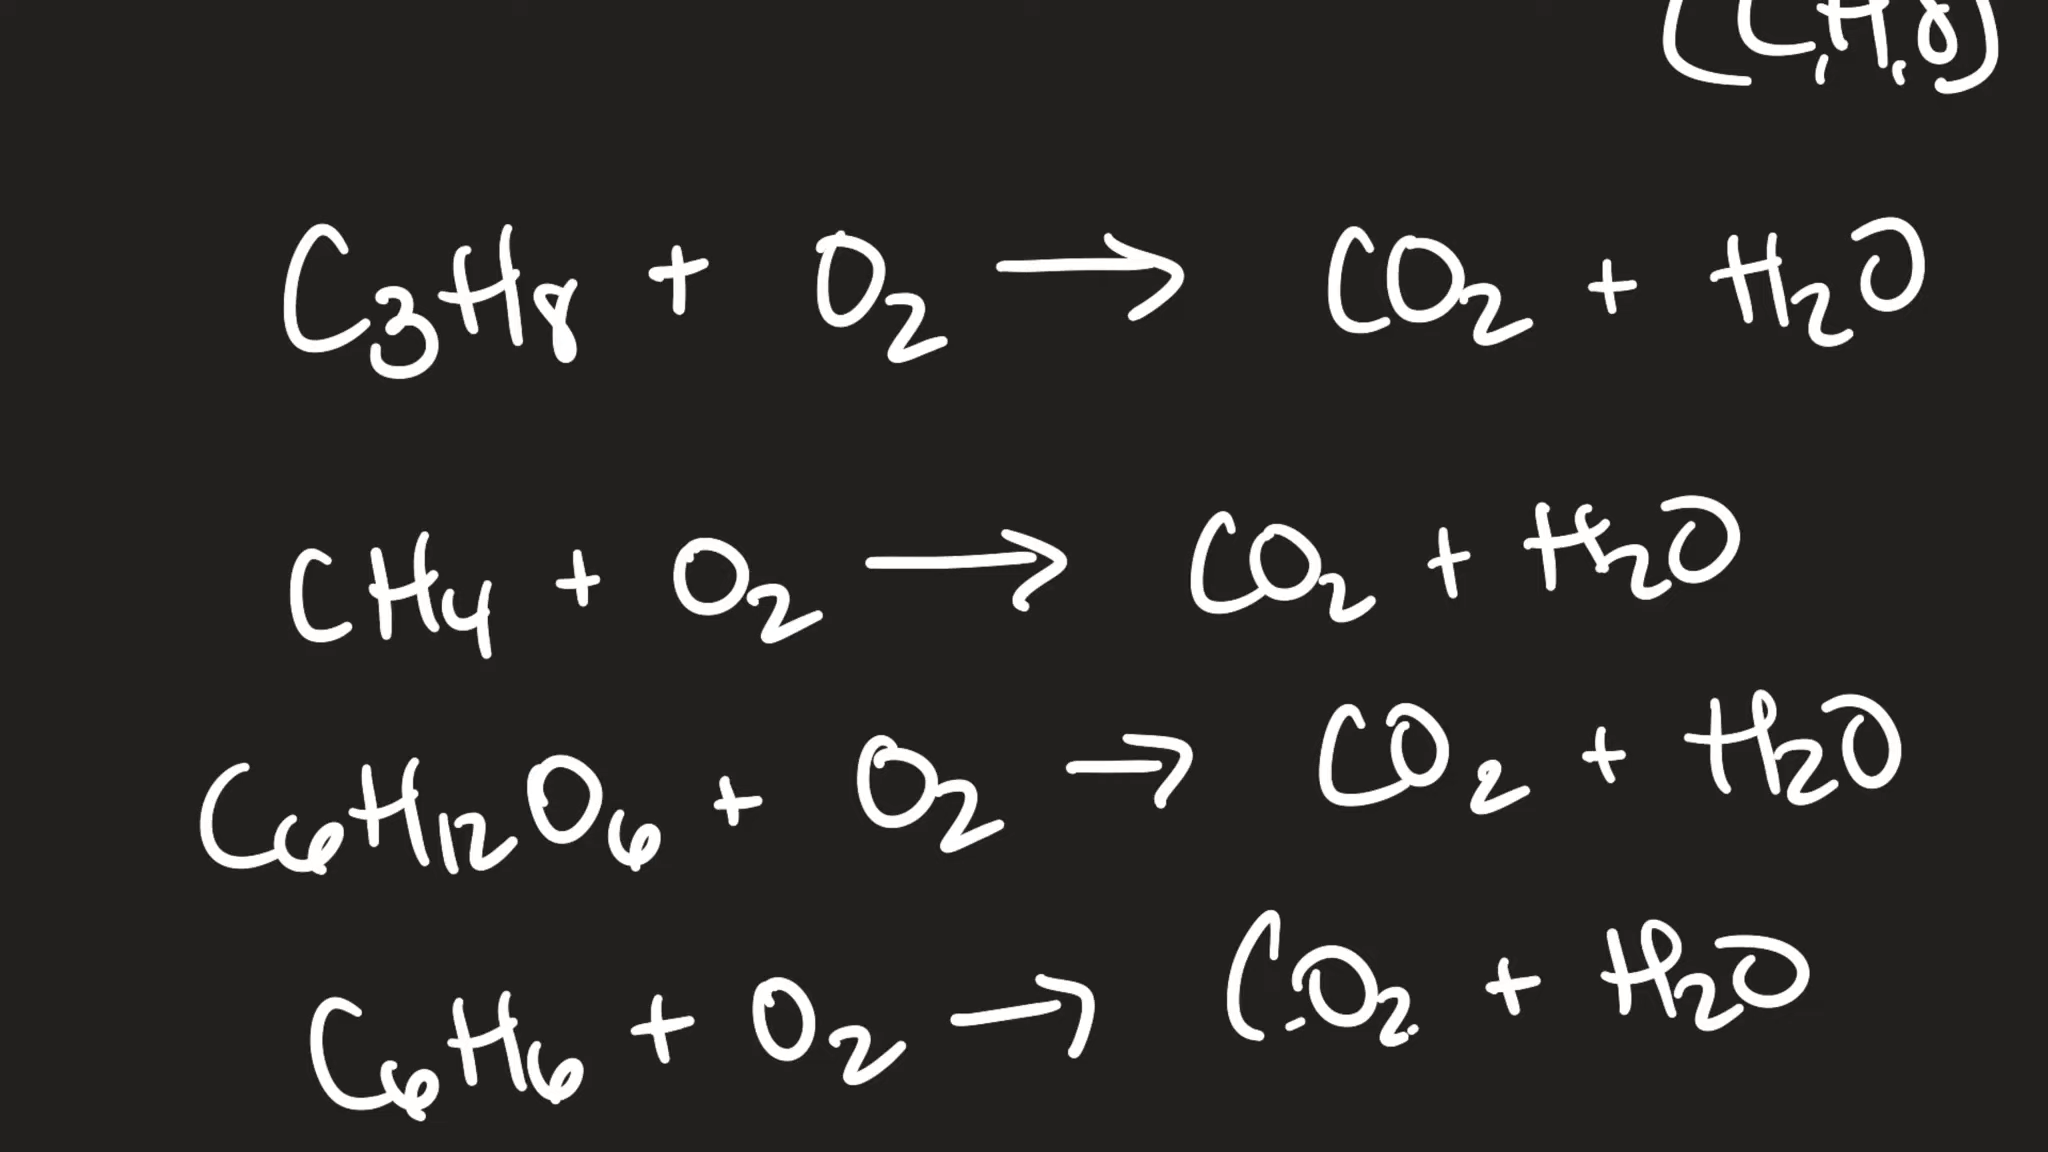 (C,H,O)
C₃H₈ + O₂ → CO₂ + H₂O
CH₄ + O₂ → CO₂ + H₂O
C₆H₁₂O₆ + O₂ → CO₂ + H₂O
C₆H₆ + O₂ → CO₂ + H₂O